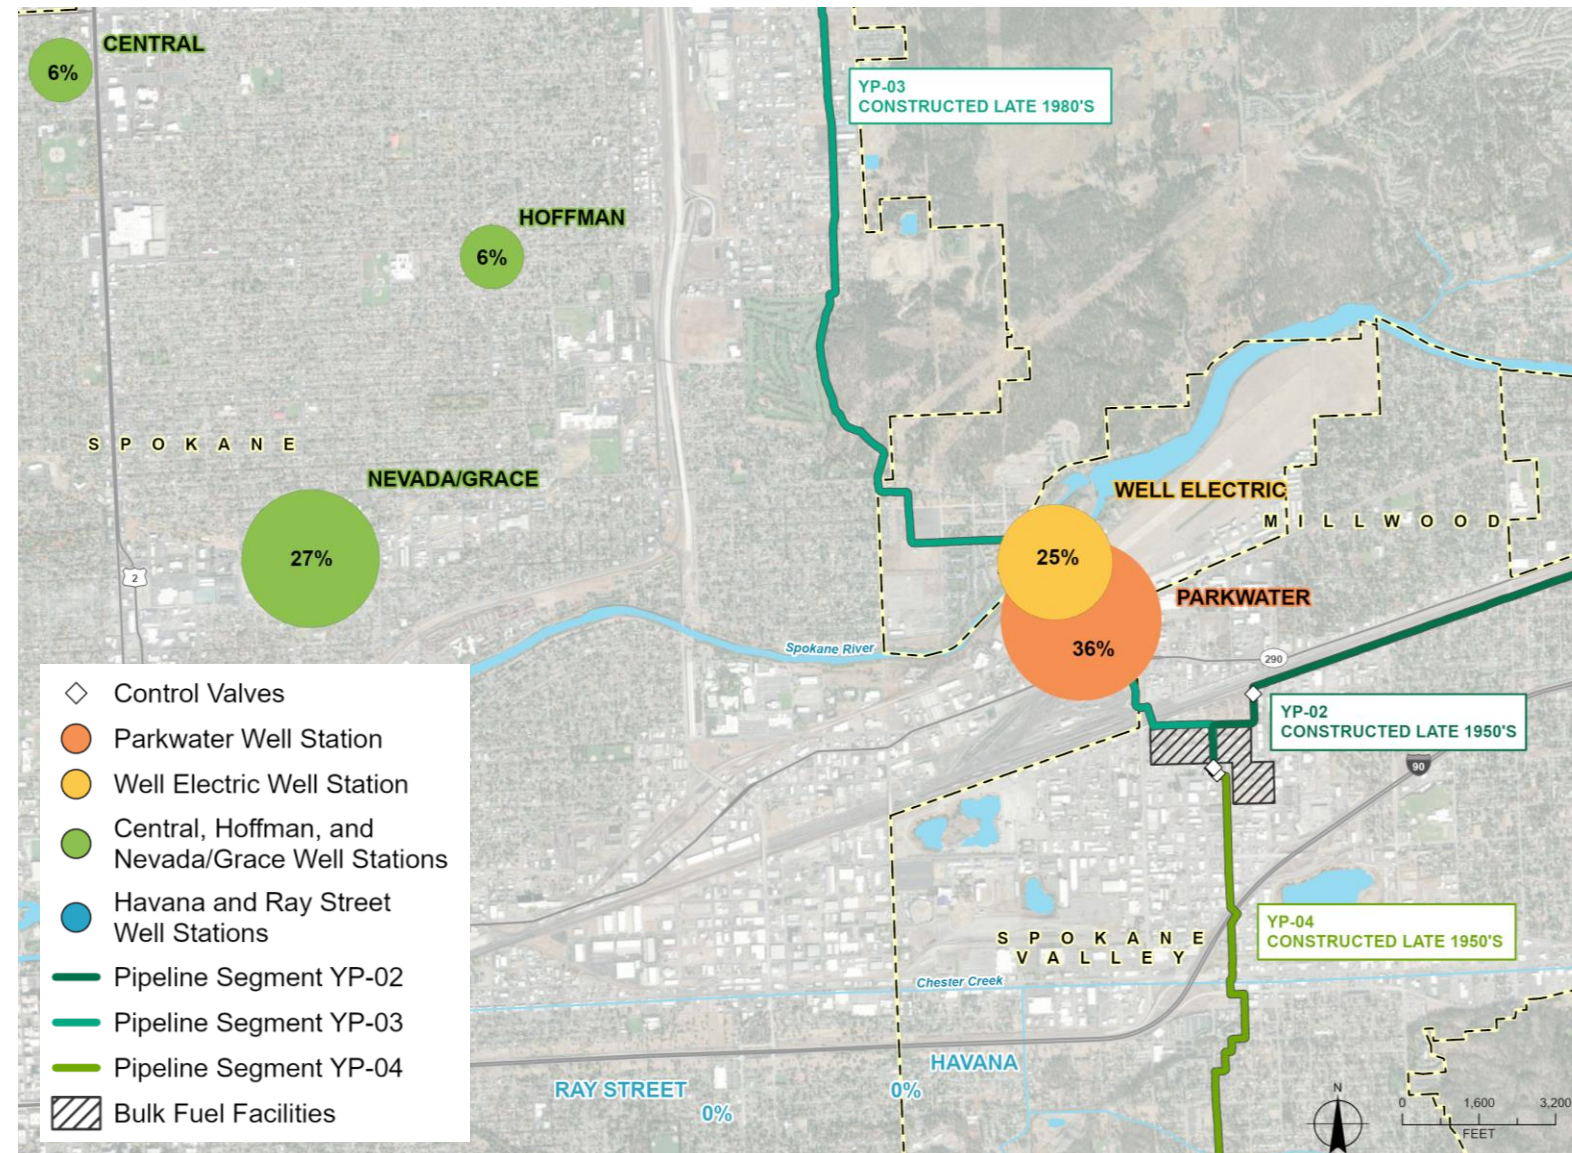 CENTRAL
6%
YP-03
CONSTRUCTED LATE 1980'S
HOFFMAN
6%
S P O K A N E
NEVADA/GRACE
27%
2
WELL ELECTRIC
M I L L W O O D
25%
PARKWATER
36%
Spokane River
290
YP-02
CONSTRUCTED LATE 1950'S
90
Control Valves
Parkwater Well Station
Well Electric Well Station
Central, Hoffman, and
Nevada/Grace Well Stations
Havana and Ray Street
Well Stations
Pipeline Segment YP-02
Pipeline Segment YP-03
Pipeline Segment YP-04
Bulk Fuel Facilities
YP-04
CONSTRUCTED LATE 1950'S
S P O K A N E
V A L L E Y
Chester Creek
HAVANA
0%
RAY STREET
0%
N
0 1,600 3,200
FEET